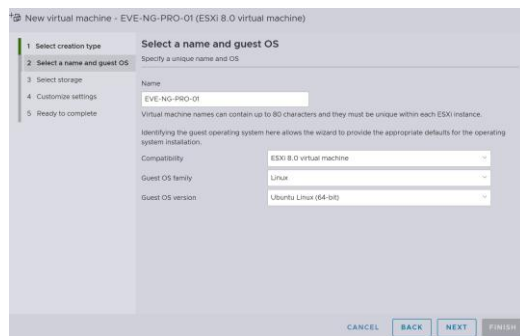 New virtual machine - EVE-NG-PRO-01 (ESXi 8.0 virtual machine)
1 Select creation type
2 Select a name and guest OS
3 Select storage
4 Customize settings
5 Ready to complete
Select a name and guest OS
Specify a unique name and OS
Name
EVE-NG-PRO-01
Virtual machine names can contain up to 80 characters and they must be unique within each ESXi instance.
Identifying the guest operating system here allows the wizard to provide the appropriate defaults for the operating
system installation.
Compatibility
ESXi 8.0 virtual machine
Guest OS family
Linux
Guest OS version
Ubuntu Linux (64-bit)
CANCEL
BACK
NEXT
FINISH